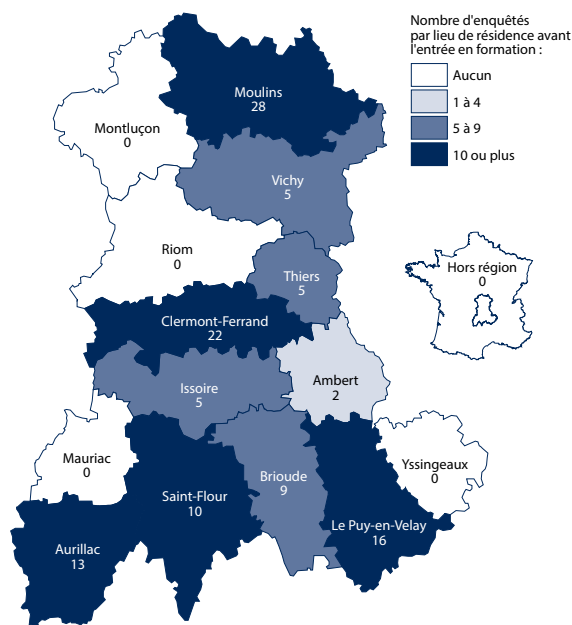 Nombre d'enquêtés
par lieu de résidence avant
l'entrée en formation :
Aucun
1 à 4
5 à 9
10 ou plus
Moulins
28
Montluçon
0
Vichy
5
Riom
0
Thiers
5
Hors région
0
Clermont-Ferrand
22
Issoire
5
Ambert
2
Mauriac
0
Saint-Flour
10
Brioude
9
Yssingeaux
0
Le Puy-en-Velay
16
Aurillac
13